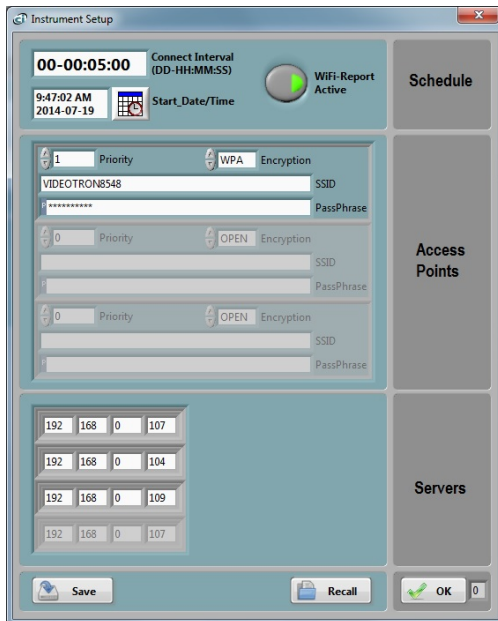 Instrument Setup
00-00:05:00 Connect Interval
(DD-HH:MM:SS)
WiFi-Report
Active
Schedule
9:47:02 AM
2014-07-19
Start_Date/Time
1 Priority WPA Encryption
VIDEOTRON8548 SSID
********** PassPhrase
0 Priority OPEN Encryption
SSID
PassPhrase
0 Priority OPEN Encryption
SSID
PassPhrase
Access
Points
192 168 0 107
192 168 0 104
192 168 0 109
192 168 0 107
Servers
Save Recall OK 0